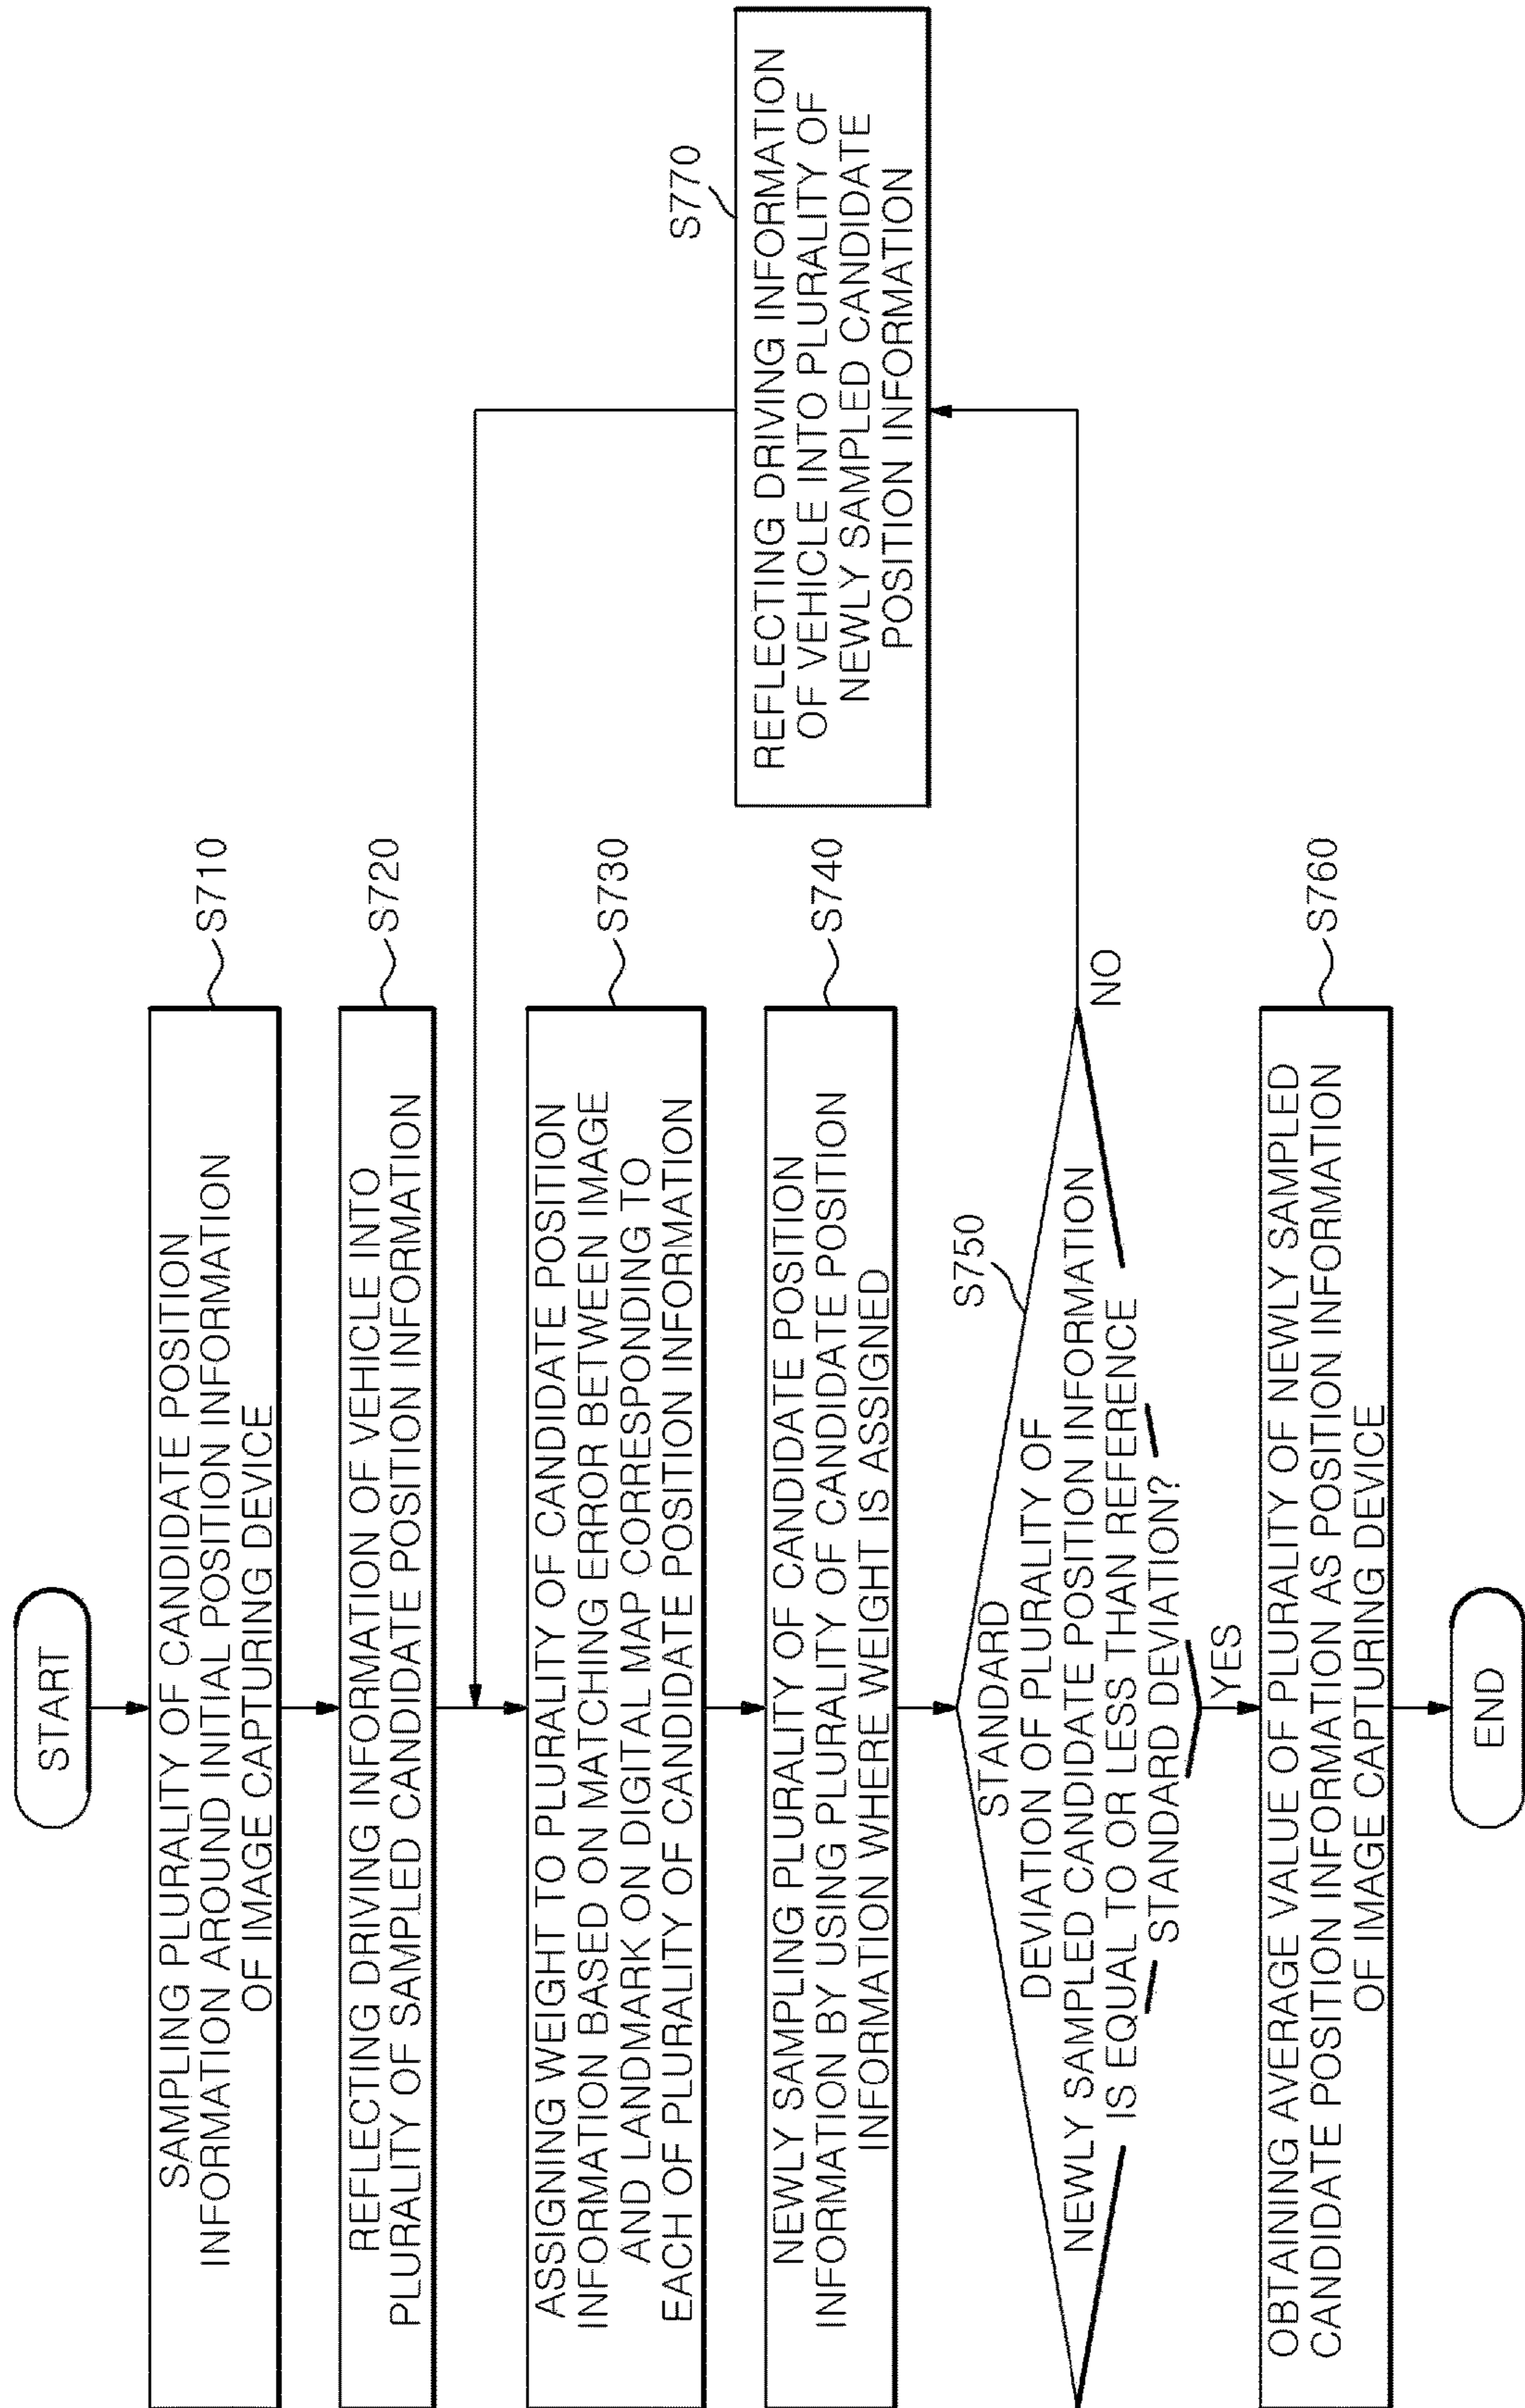 START
SAMPLING PLURALITY OF CANDIDATE POSITION
INFORMATION AROUND INITIAL POSITION INFORMATION
OF IMAGE CAPTURING DEVICE
S710
REFLECTING DRIVING INFORMATION OF VEHICLE INTO
PLURALITY OF SAMPLED CANDIDATE POSITION INFORMATION
S720
ASSIGNING WEIGHT TO PLURALITY OF CANDIDATE POSITION
INFORMATION BASED ON MATCHING ERROR BETWEEN IMAGE
AND LANDMARK ON DIGITAL MAP CORRESPONDING TO
EACH OF PLURALITY OF CANDIDATE POSITION INFORMATION
S730
NEWLY SAMPLING PLURALITY OF CANDIDATE POSITION
INFORMATION BY USING PLURALITY OF CANDIDATE POSITION
INFORMATION WHERE WEIGHT IS ASSIGNED
S740
STANDARD
DEVIATION OF PLURALITY OF
NEWLY SAMPLED CANDIDATE POSITION INFORMATION
IS EQUAL TO OR LESS THAN REFERENCE
STANDARD DEVIATION?
S750
NO
YES
REFLECTING DRIVING INFORMATION
OF VEHICLE INTO PLURALITY OF
NEWLY SAMPLED CANDIDATE
POSITION INFORMATION
S770
OBTAINING AVERAGE VALUE OF PLURALITY OF NEWLY SAMPLED
CANDIDATE POSITION INFORMATION AS POSITION INFORMATION
OF IMAGE CAPTURING DEVICE
S760
END